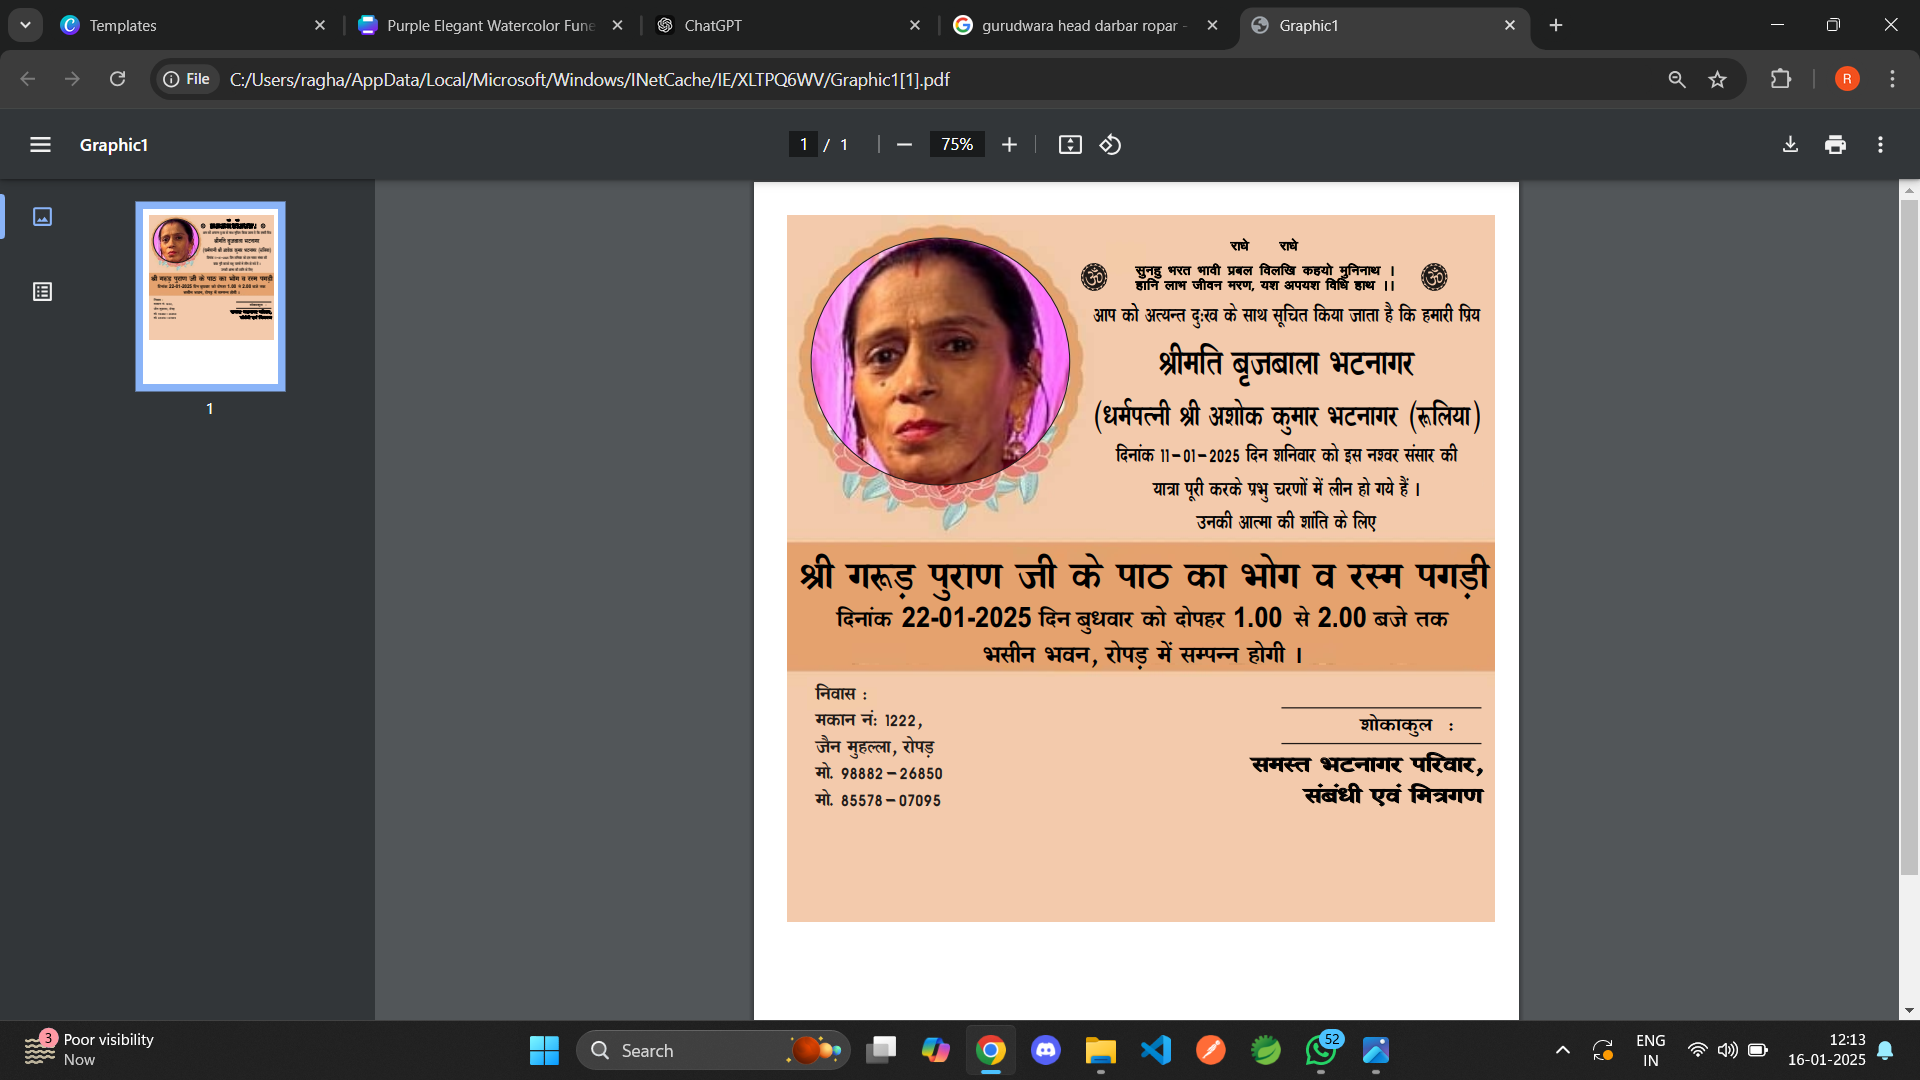 Templates
Purple Elegant Watercolor Fune
ChatGPT
gurudwara head darbar ropar -
Graphic1
File
C:/Users/ragha/AppData/Local/Microsoft/Windows/INetCache/IE/XLTPQ6WV/Graphic1[1].pdf
R
Graphic1
1 / 1
75%
1
राधे राधे
सुनहु भरत भावी प्रबल विलखि कहयो मुनिनाथ ।
हानि लाभ जीवन मरण, यश अपयश विधि हाथ ।।
आप को अत्यन्त दुःख के साथ सूचित किया जाता है कि हमारी प्रिय
श्रीमति बृजबाला भटनागर
(धर्मपत्नी श्री अशोक कुमार भटनागर (रूलिया)
दिनांक 11-01-2025 दिन शनिवार को इस नश्वर संसार की
यात्रा पूरी करके प्रभु चरणों में लीन हो गये हैं ।
उनकी आत्मा की शांति के लिए
श्री गरूड़ पुराण जी के पाठ का भोग व रस्म पगड़ी
दिनांक 22-01-2025 दिन बुधवार को दोपहर 1.00 से 2.00 बजे तक
भसीन भवन, रोपड़ में सम्पन्न होगी ।
निवास :
मकान नं: 1222,
जैन मुहल्ला, रोपड़
मो. 98882-26850
मो. 85578-07095
शोकाकुल :
समस्त भटनागर परिवार,
संबंधी एवं मित्रगण
3
Poor visibility
Now
Search
52
ENG
IN
12:13
16-01-2025